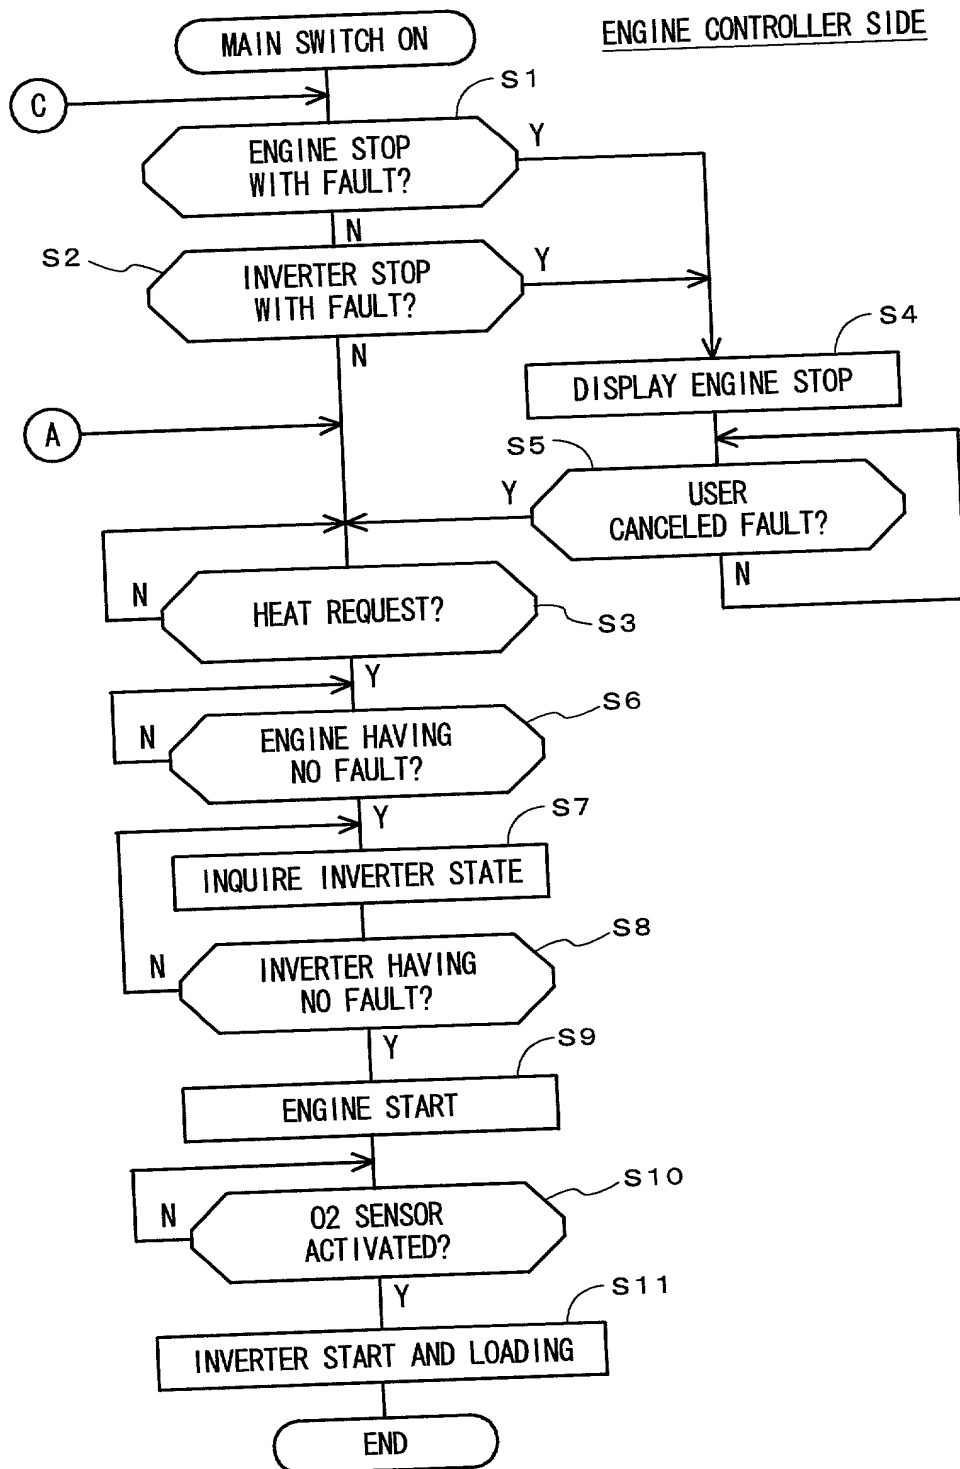 MAIN SWITCH ON
ENGINE CONTROLLER SIDE
C
S1
ENGINE STOP
WITH FAULT?
Y
N
S2
INVERTER STOP
WITH FAULT?
Y
N
S4
DISPLAY ENGINE STOP
A
S5
USER
CANCELED FAULT?
Y
N
HEAT REQUEST?
N
S3
Y
S6
ENGINE HAVING
NO FAULT?
N
Y
S7
INQUIRE INVERTER STATE
S8
INVERTER HAVING
NO FAULT?
N
Y
S9
ENGINE START
S10
O2 SENSOR
ACTIVATED?
N
Y
S11
INVERTER START AND LOADING
END